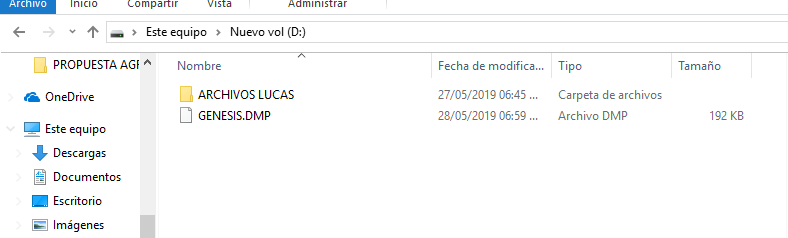 Archivo Inicio Compartir Vista Administrar
Este equipo Nuevo vol (D:)
Nombre Fecha de modifica... Tipo Tamaño
PROPUESTA AGR
ARCHIVOS LUCAS 27/05/2019 06:45 ... Carpeta de archivos
OneDrive
GENESIS.DMP 28/05/2019 06:59 ... Archivo DMP 192 KB
Este equipo
Descargas
Documentos
Escritorio
Imágenes